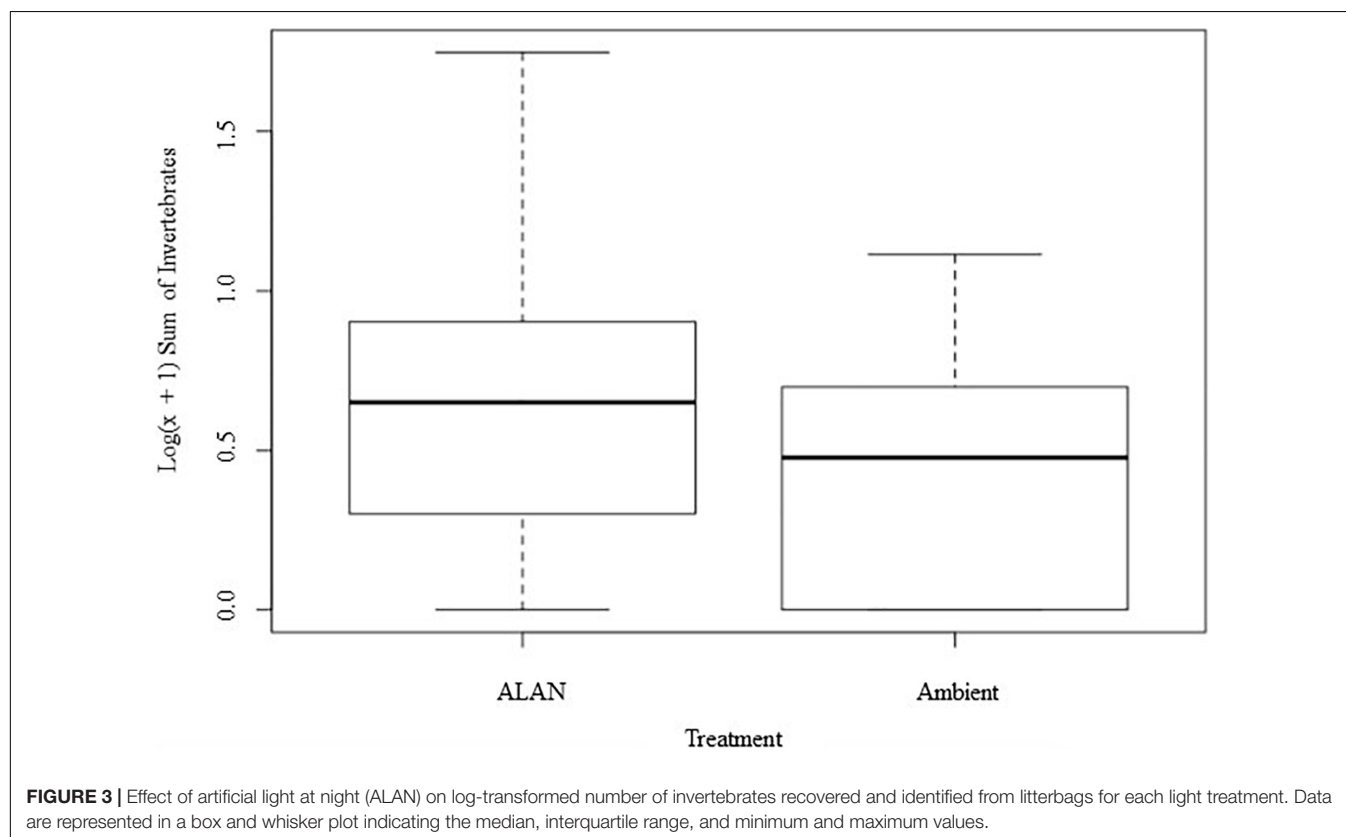 Log(x + 1) Sum of Invertebrates
1.5
1.0
0.5
0.0
ALAN
Ambient
Treatment
FIGURE 3 | Effect of artificial light at night (ALAN) on log-transformed number of invertebrates recovered and identified from litterbags for each light treatment. Data
are represented in a box and whisker plot indicating the median, interquartile range, and minimum and maximum values.